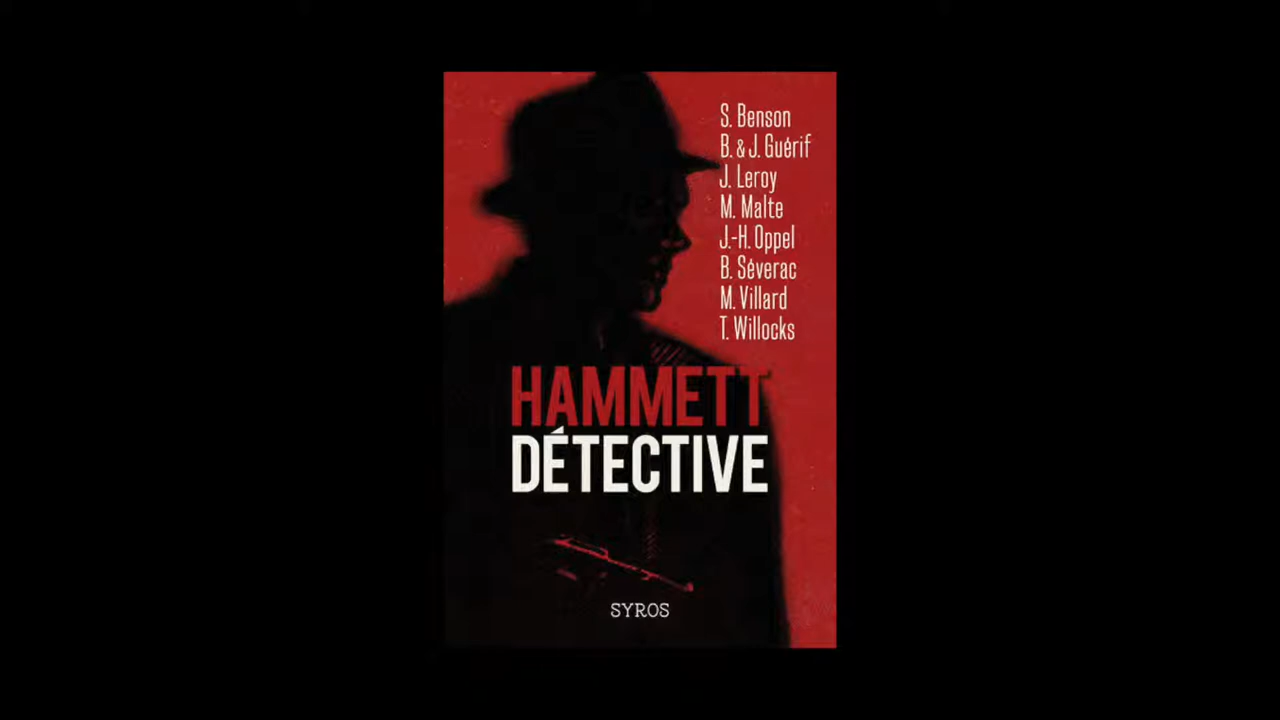 S. Benson
B. & J. Guérif
J. Leroy
M. Malte
J.-H. Oppel
B. Séverac
M. Villard
T. Willocks
HAMMETT
DÉTECTIVE
SYROS